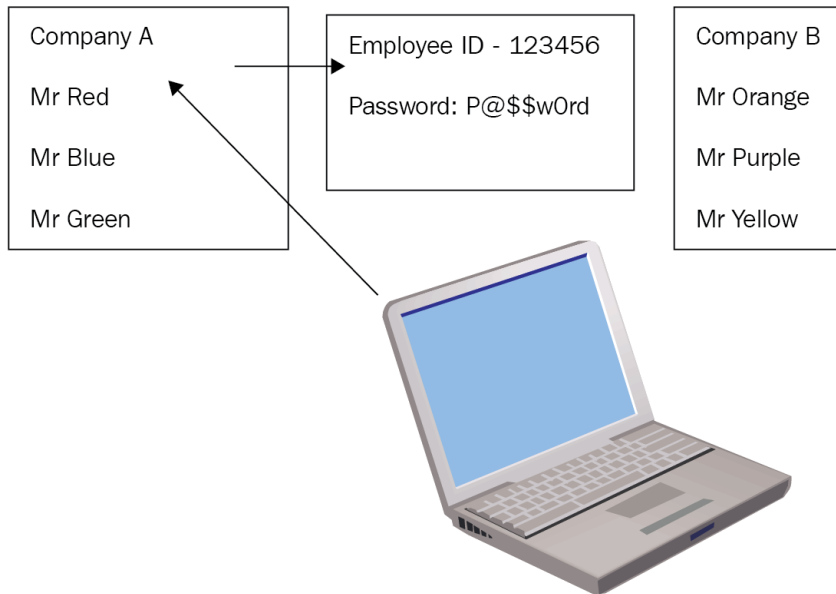 Company A
Mr Red
Mr Blue
Mr Green
Employee ID - 123456
Password: P@$$w0rd
Company B
Mr Orange
Mr Purple
Mr Yellow